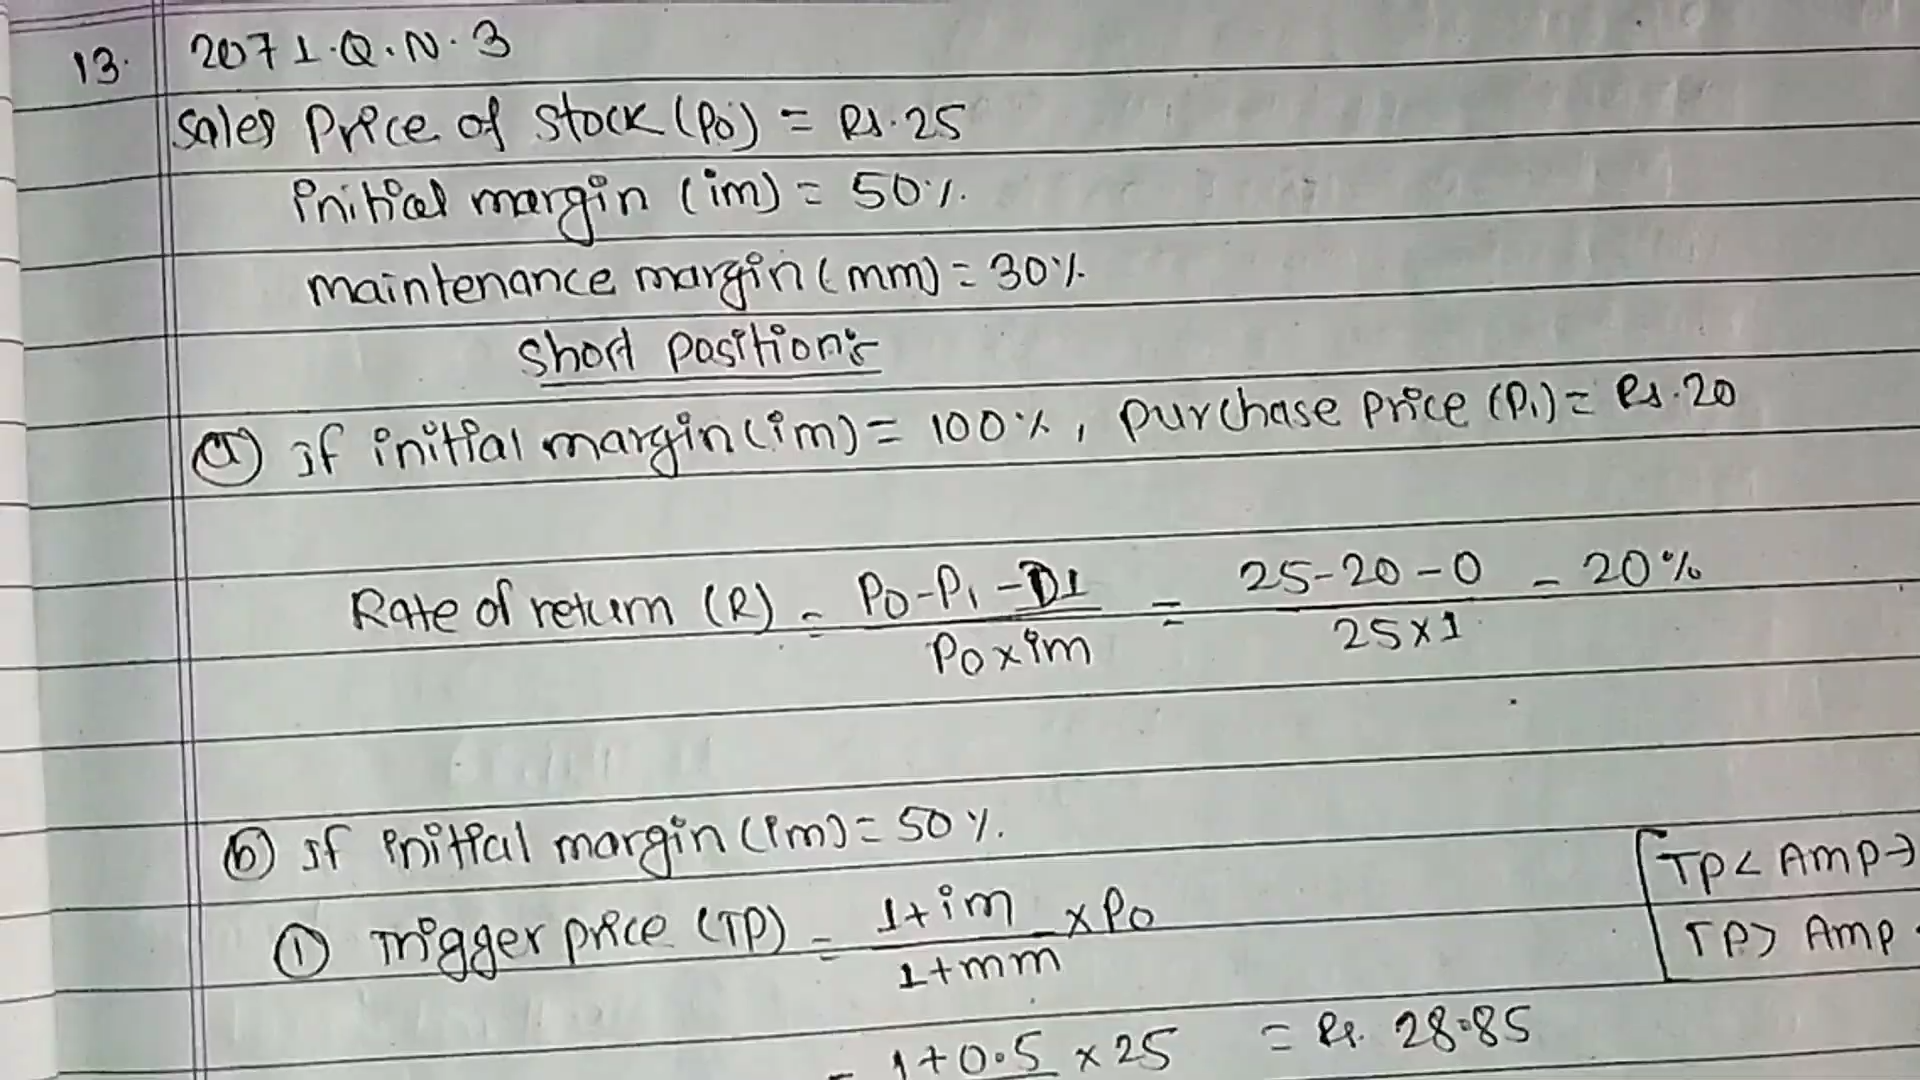 13. 2071.Q.N.3
Sales Price of stock (P0) = Rs.25
initial margin (im) = 50%.
maintenance margin (mm) = 30%
Short position:-
(a) If initial margin (im) = 100%, purchase price (P1) = Rs.20
Rate of return (R) = P0-P1-D1 / P0×im = 25-20-0 / 25×1 = 20%
(b) If initial margin (im) = 50%.
(1) Trigger price (TP) = 1+im / 1+mm × P0
TP< Amp→
TP> Amp
= 1+0.5 × 25 = Rs. 28.85